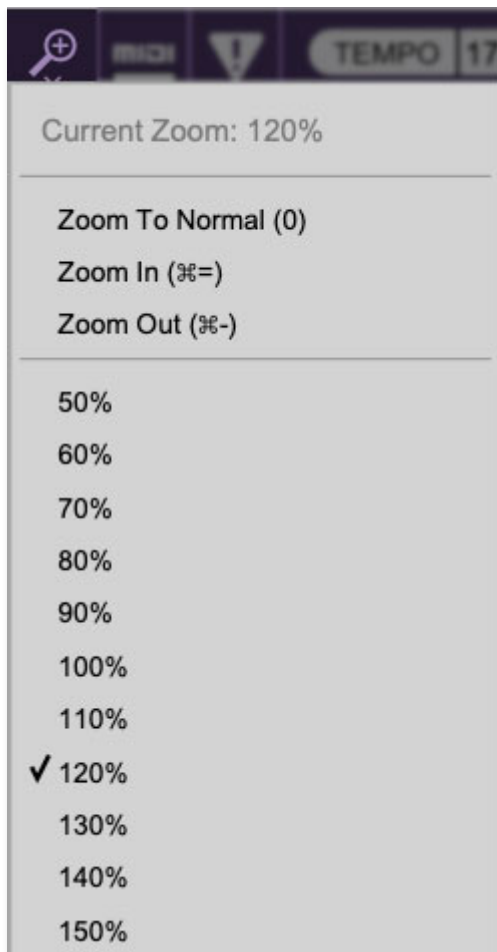 MIDI
TEMPO 17
Current Zoom: 120%
Zoom To Normal (0)
Zoom In (⌘=)
Zoom Out (⌘-)
50%
60%
70%
80%
90%
100%
110%
✓ 120%
130%
140%
150%